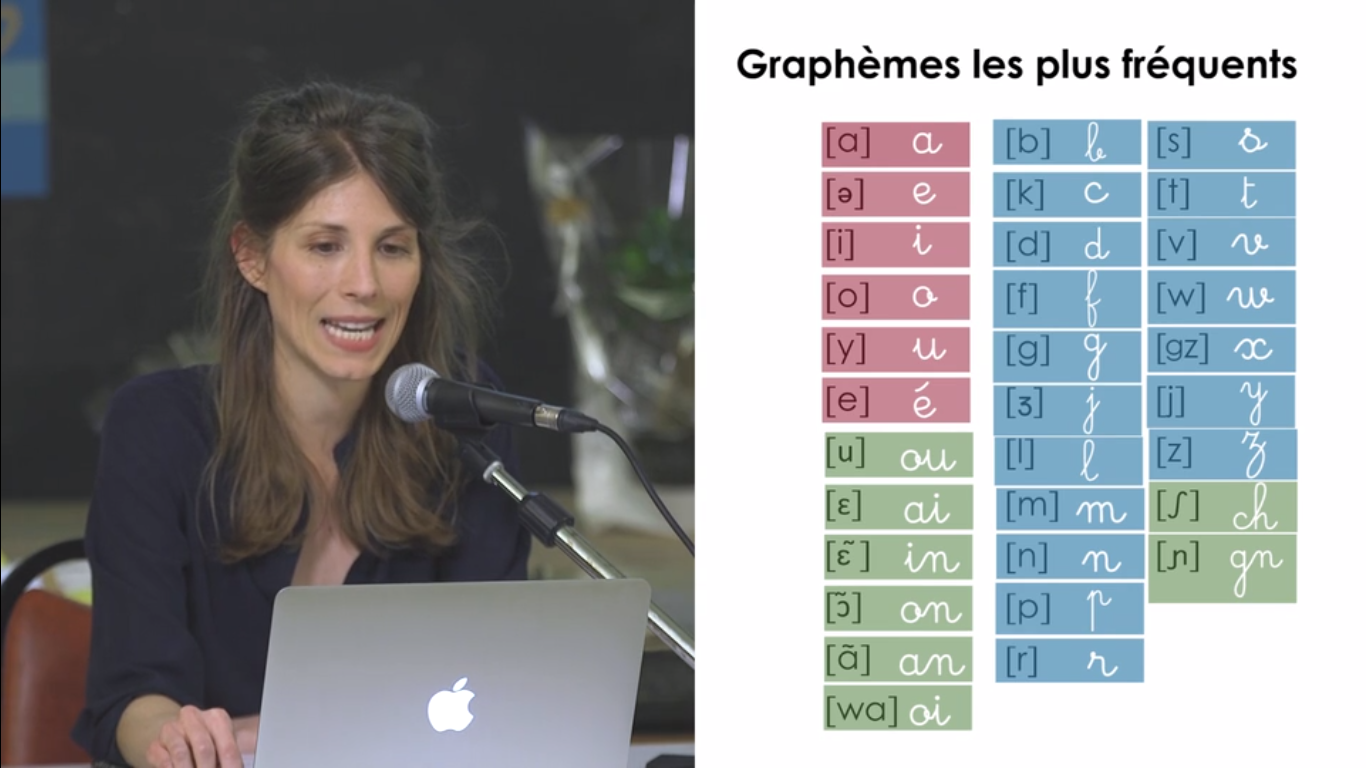 Graphèmes les plus fréquents
[a] a
[ə] e
[i] i
[o] o
[y] u
[e] é
[u] ou
[ɛ] ai
[ɛ̃] in
[ɔ̃] on
[ã] an
[wa] oi
[b] b
[k] c
[d] d
[f] f
[g] g
[ʒ] j
[l] l
[m] m
[n] n
[p] p
[r] r
[s] s
[t] t
[v] v
[w] w
[gz] x
[j] y
[z] z
[ʃ] ch
[ɲ] gn